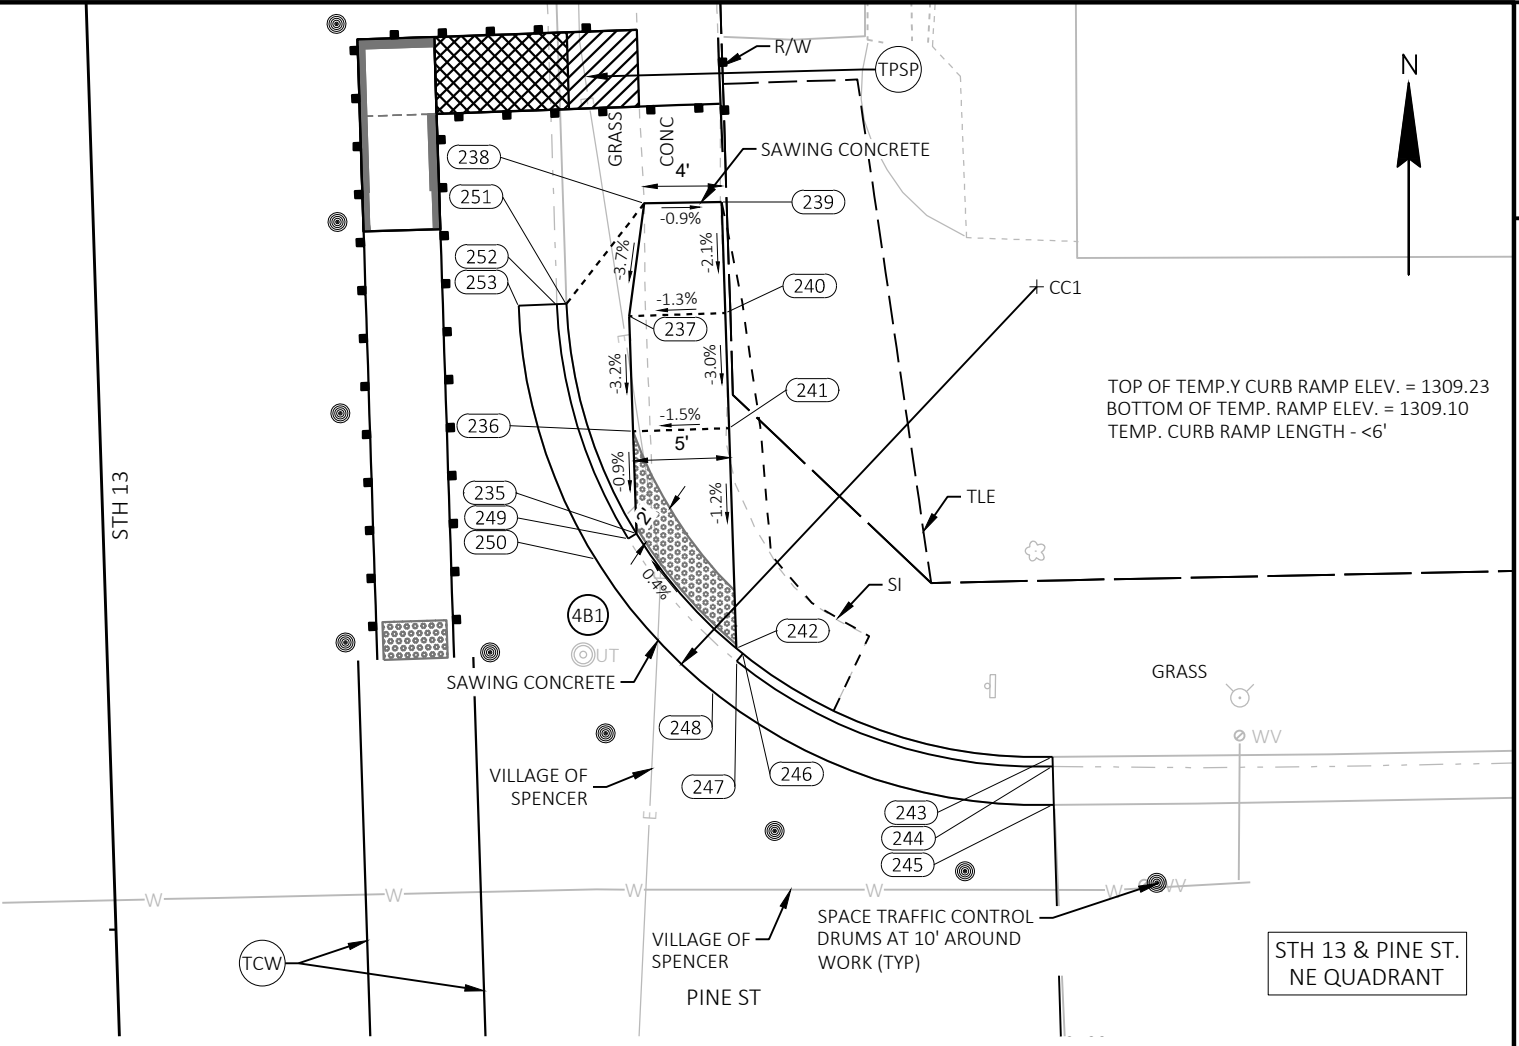 R/W
TPSP
N
GRASS
CONC
SAWING CONCRETE
238
4'
251
239
-0.9%
-3.7%
-2.1%
252
253
240
CC1
-1.3%
237
-3.2%
-3.0%
241
TOP OF TEMP.Y CURB RAMP ELEV. = 1309.23
BOTTOM OF TEMP. RAMP ELEV. = 1309.10
TEMP. CURB RAMP LENGTH - <6'
-1.5%
236
5'
-0.9%
-1.2%
STH 13
235
249
250
2'
TLE
0.4%
SI
4B1
242
UT
SAWING CONCRETE
GRASS
248
WV
VILLAGE OF
SPENCER
246
247
E
243
244
245
W
W
W
W
W
WV
SPACE TRAFFIC CONTROL
DRUMS AT 10' AROUND
WORK (TYP)
VILLAGE OF
SPENCER
TCW
PINE ST
STH 13 & PINE ST.
NE QUADRANT